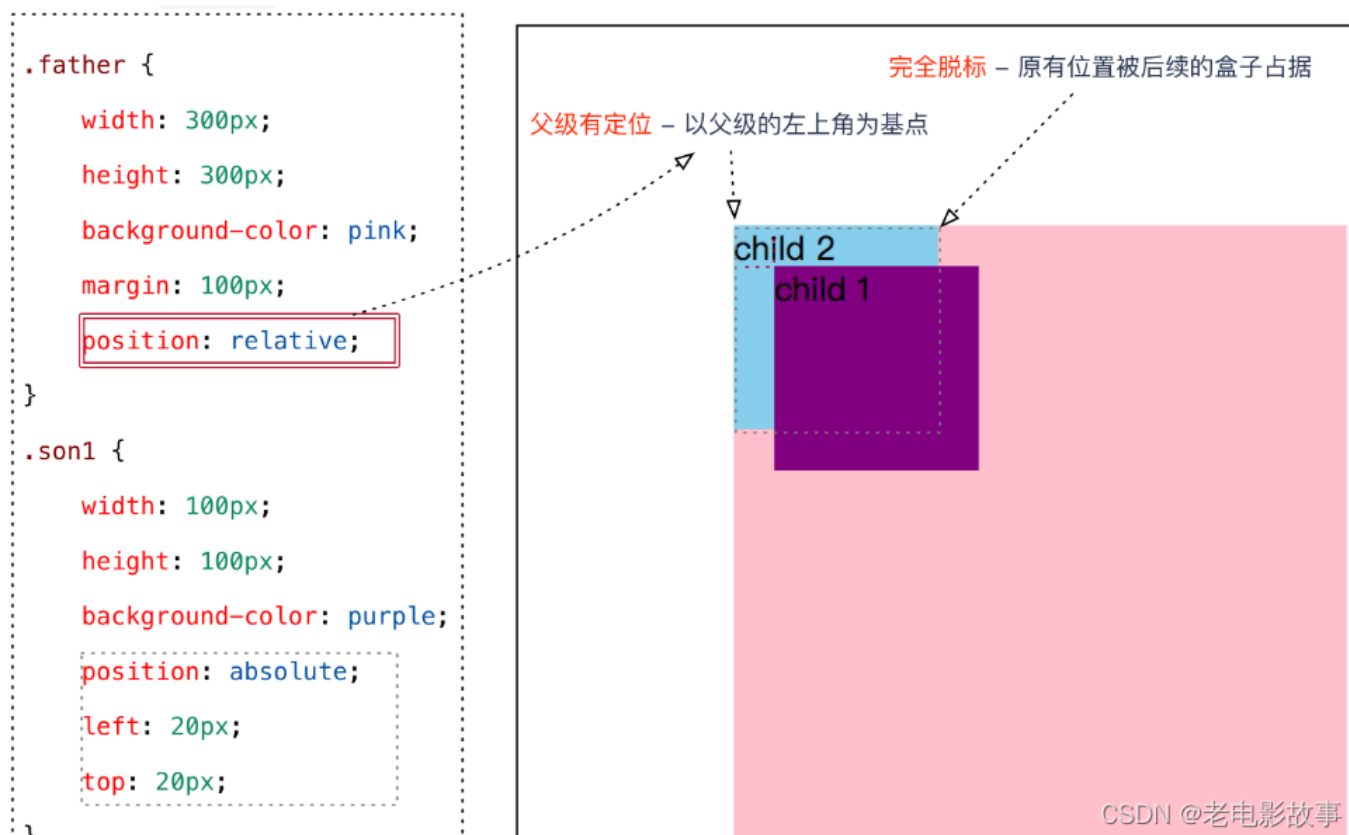 .father {
width: 300px;
height: 300px;
background-color: pink;
margin: 100px;
position: relative;
}
.son1 {
width: 100px;
height: 100px;
background-color: purple;
position: absolute;
left: 20px;
top: 20px;
}
完全脱标 – 原有位置被后续的盒子占据
父级有定位 – 以父级的左上角为基点
child 2
child 1
CSDN @老电影故事